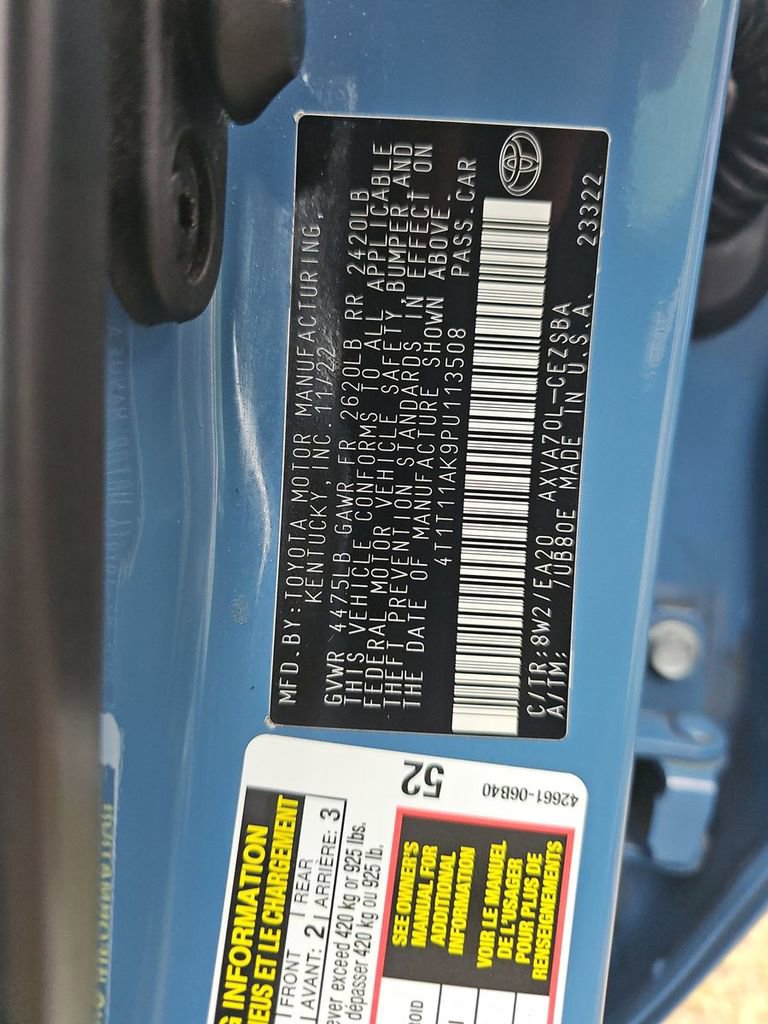 MFD. BY: TOYOTA MOTOR MANUFACTURING,
KENTUCKY, INC. 11/22
GVWR 4475LB GAWR FR 2620LB RR 2420LB
THIS VEHICLE CONFORMS TO ALL APPLICABLE
FEDERAL MOTOR VEHICLE SAFETY, BUMPER, AND
THEFT PREVENTION STANDARDS IN EFFECT ON
THE DATE OF MANUFACTURE SHOWN ABOVE.
4T1T11AK9PU113508 PASS.CAR
C/TR: 8W2/EA20 AXVA70L-CEZSBA
A/TM: /UB80E MADE IN U.S.A. 23322
G INFORMATION
EUS ET LE CHARGEMENT
FRONT REAR
AVANT: 2 ARRIÈRE: 3
ver exceed 420 kg or 925 lbs.
dépasser 420 kg ou 925 lb.
52
42661-06B40
SEE OWNER'S
MANUAL FOR
ADDITIONAL
INFORMATION
VOIR LE MANUEL
DE L'USAGER
POUR PLUS DE
RENSEIGNEMENTS
OID